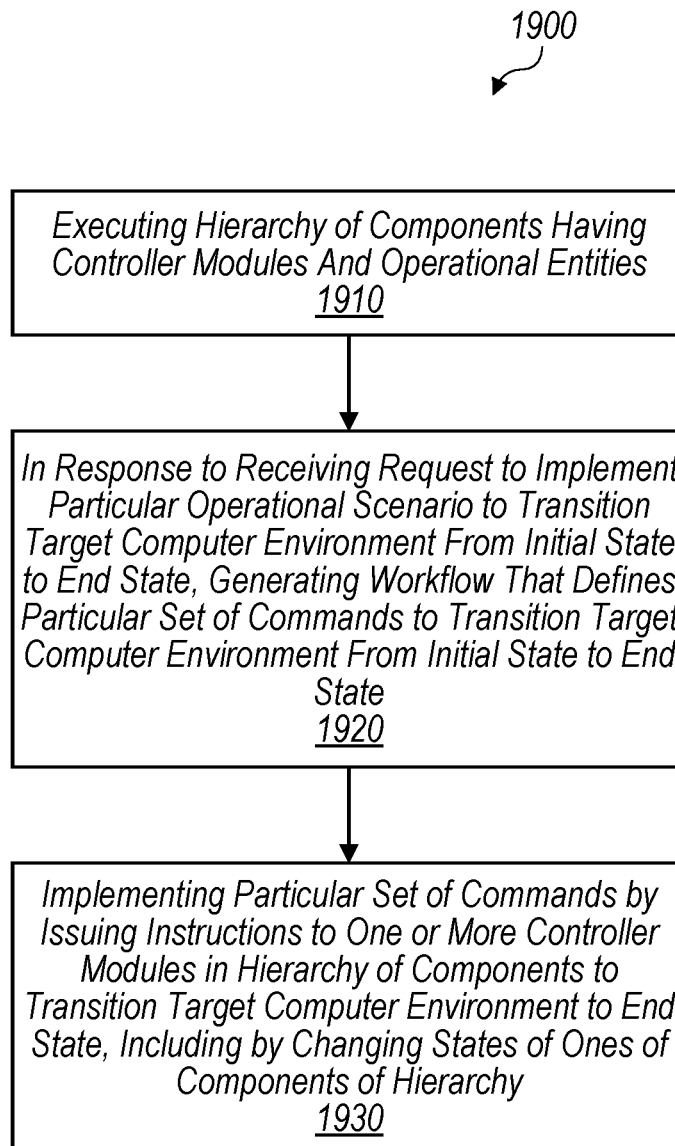 1900
Executing Hierarchy of Components Having
Controller Modules And Operational Entities
1910
In Response to Receiving Request to Implement
Particular Operational Scenario to Transition
Target Computer Environment From Initial State
to End State, Generating Workflow That Defines
Particular Set of Commands to Transition Target
Computer Environment From Initial State to End
State
1920
Implementing Particular Set of Commands by
Issuing Instructions to One or More Controller
Modules in Hierarchy of Components to
Transition Target Computer Environment to End
State, Including by Changing States of Ones of
Components of Hierarchy
1930